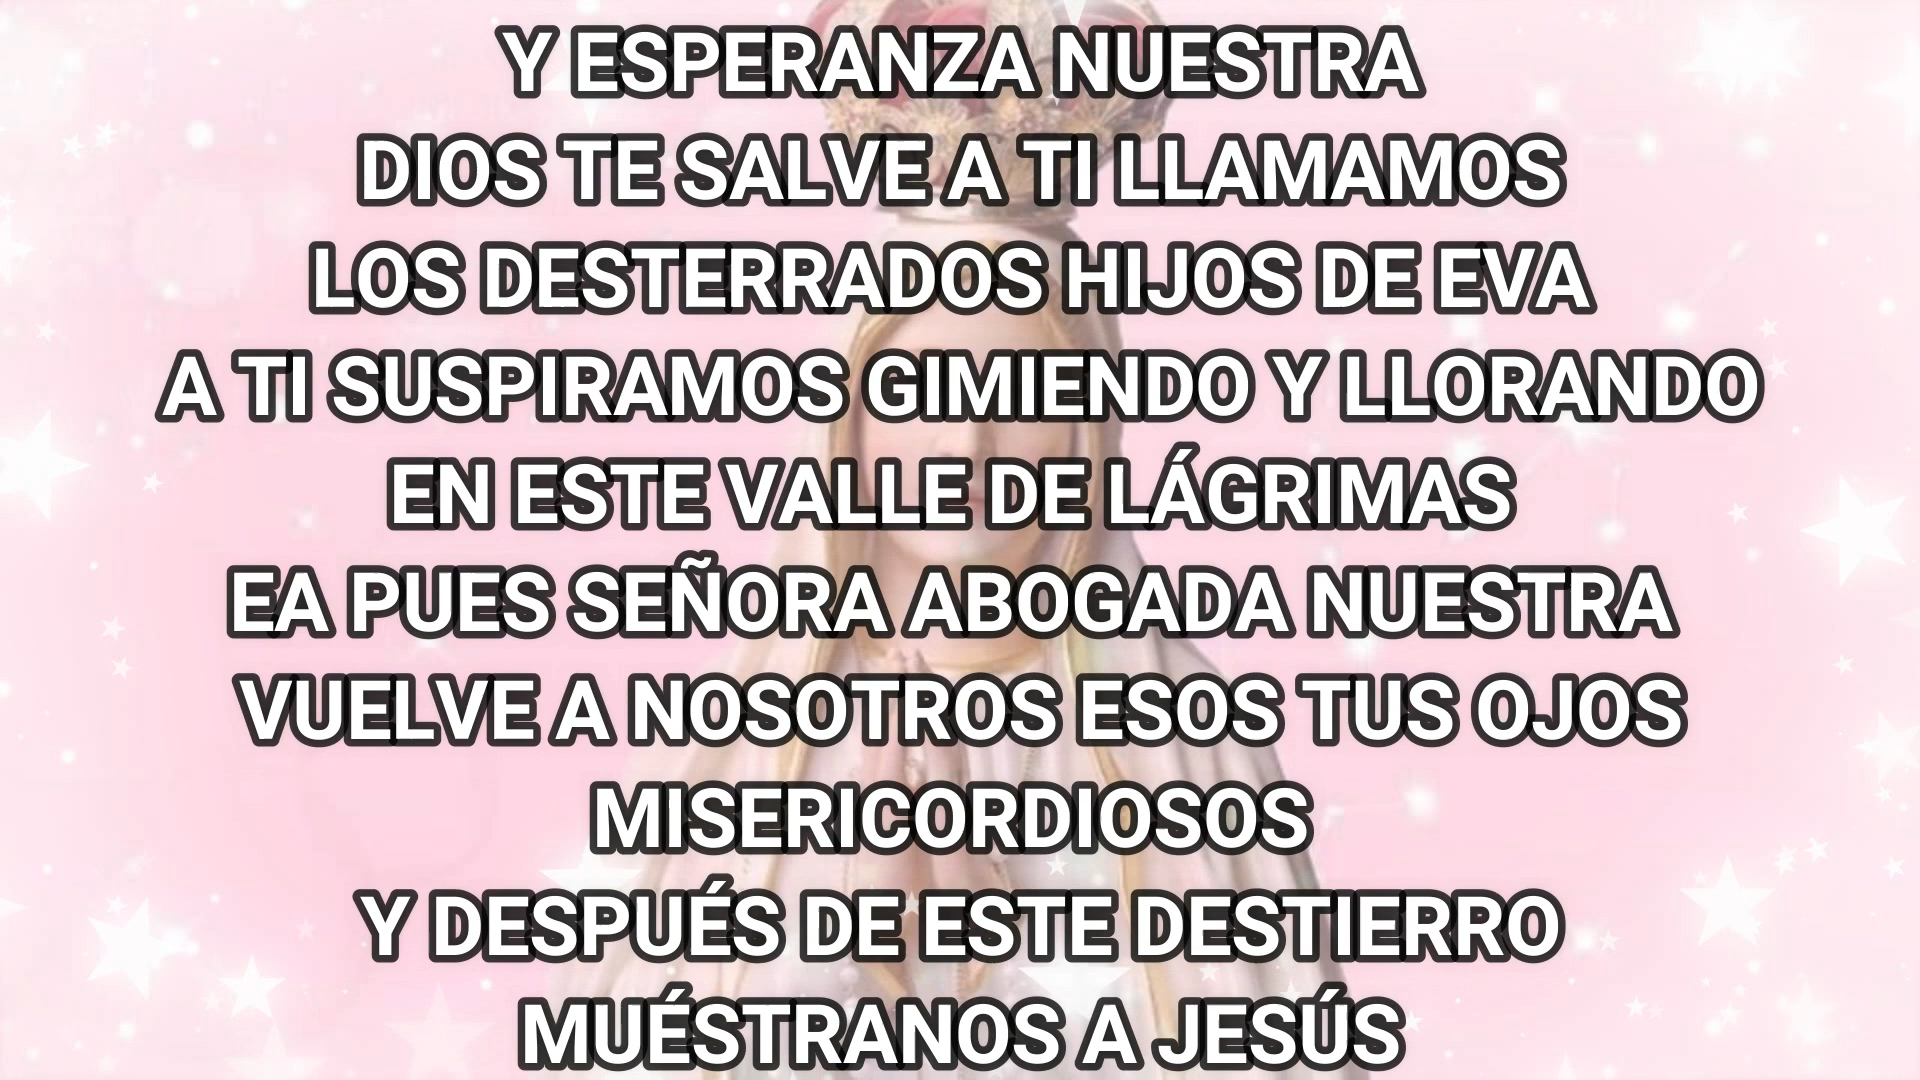 Y ESPERANZA NUESTRA
DIOS TE SALVE A TI LLAMAMOS
LOS DESTERRADOS HIJOS DE EVA
A TI SUSPIRAMOS GIMIENDO Y LLORANDO
EN ESTE VALLE DE LÁGRIMAS
EA PUES SEÑORA ABOGADA NUESTRA
VUELVE A NOSOTROS ESOS TUS OJOS
MISERICORDIOSOS
Y DESPUÉS DE ESTE DESTIERRO
MUÉSTRANOS A JESÚS